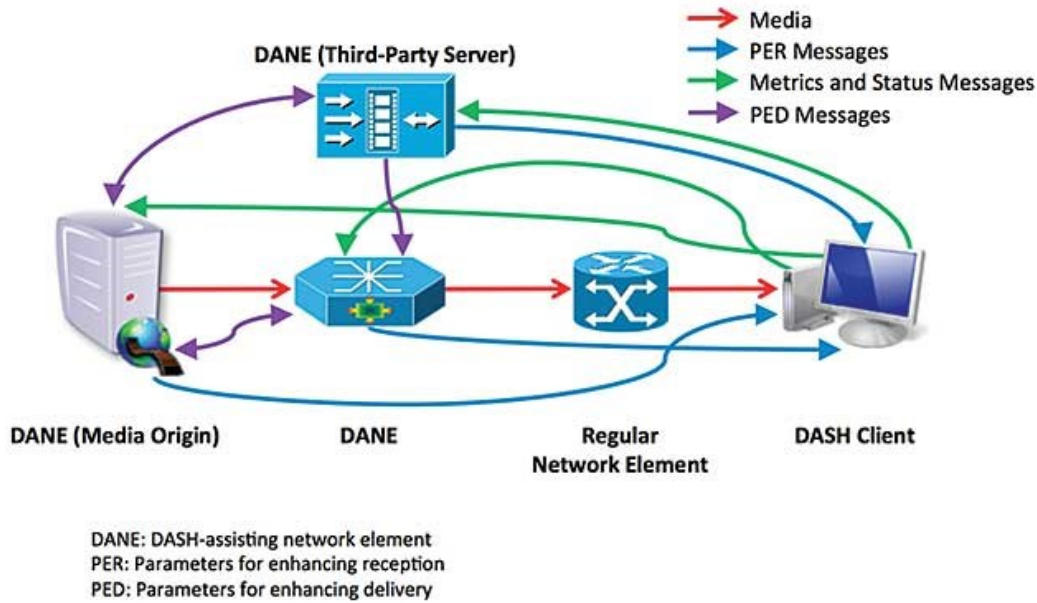 Media
PER Messages
Metrics and Status Messages
PED Messages
DANE (Third-Party Server)
DANE (Media Origin)
DANE
Regular
Network Element
DASH Client
DANE: DASH-assisting network element
PER: Parameters for enhancing reception
PED: Parameters for enhancing delivery